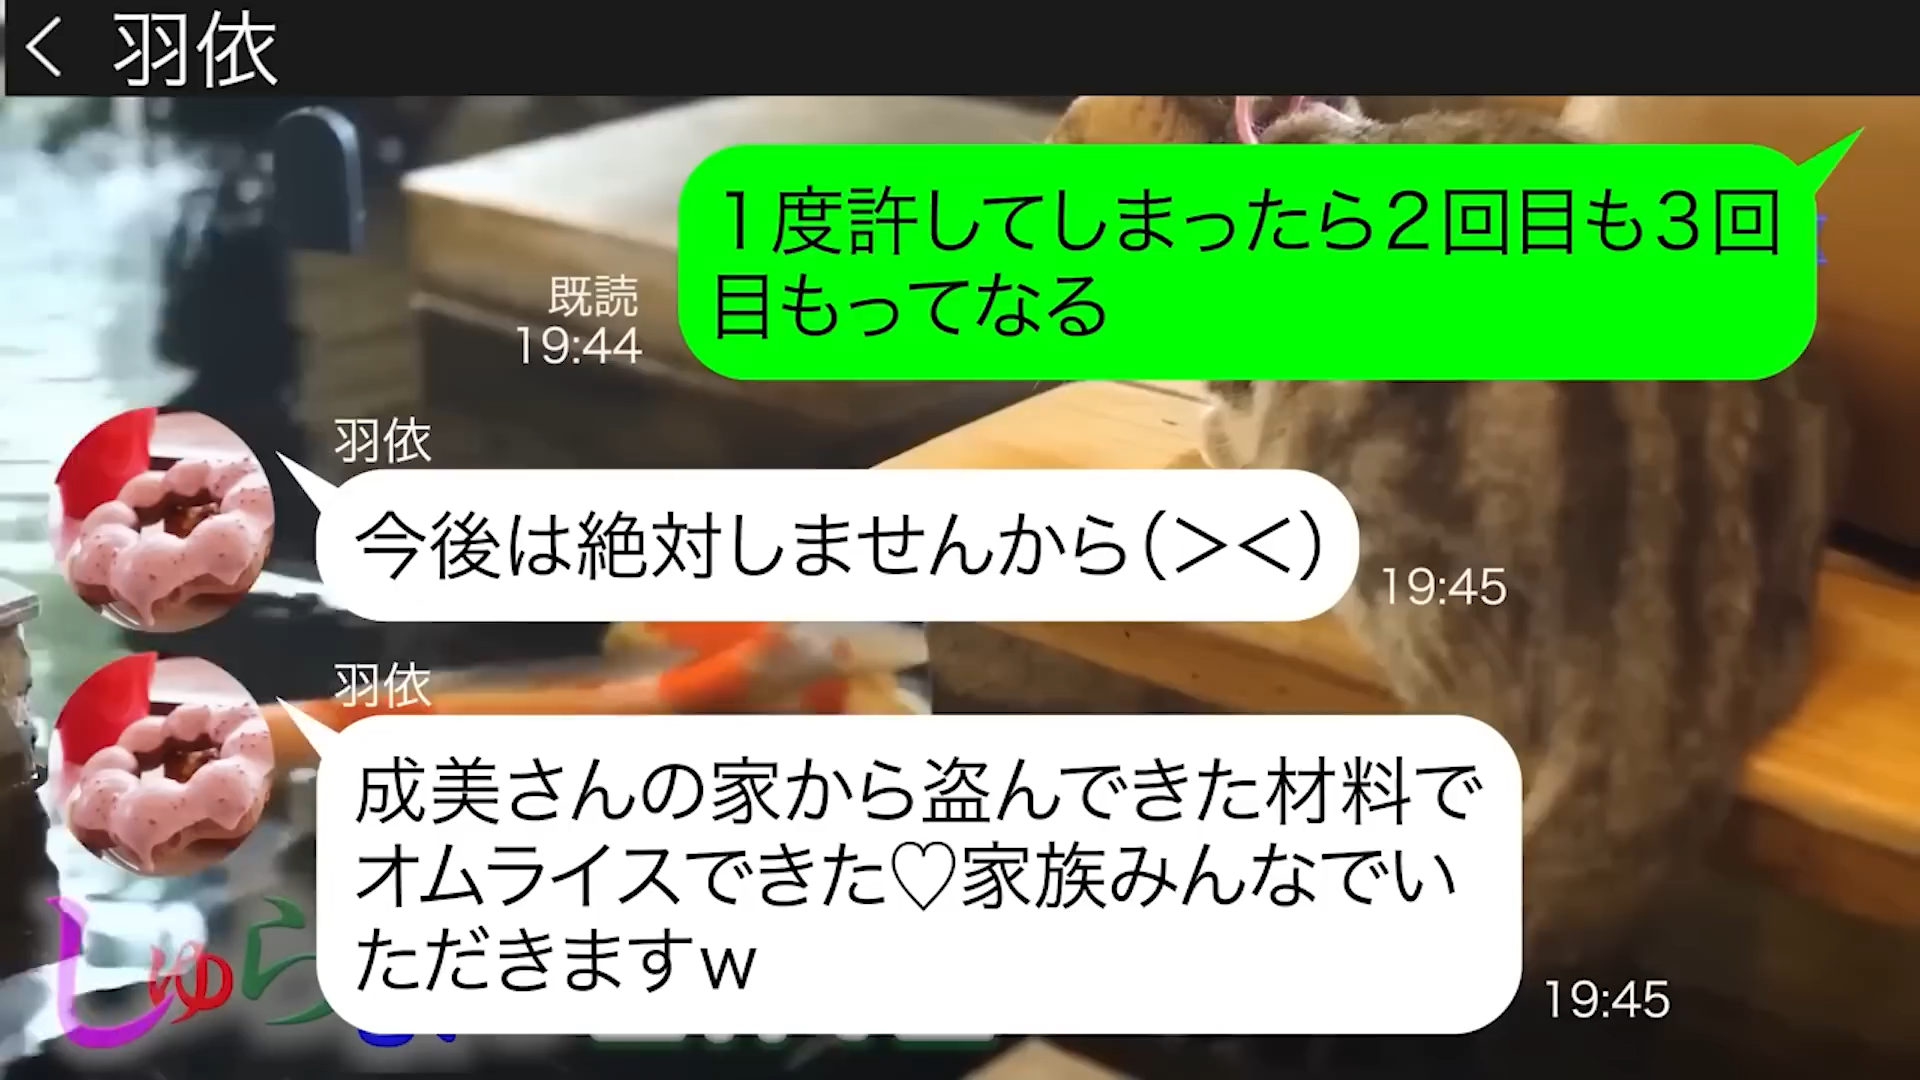 羽依
１度許してしまったら２回目も３回
目もってなる
既読
19:44
羽依
今後は絶対しませんから(＞＜)
19:45
羽依
成美さんの家から盗んできた材料で
オムライスできた♡家族みんなでい
ただきますw
19:45
しゅら